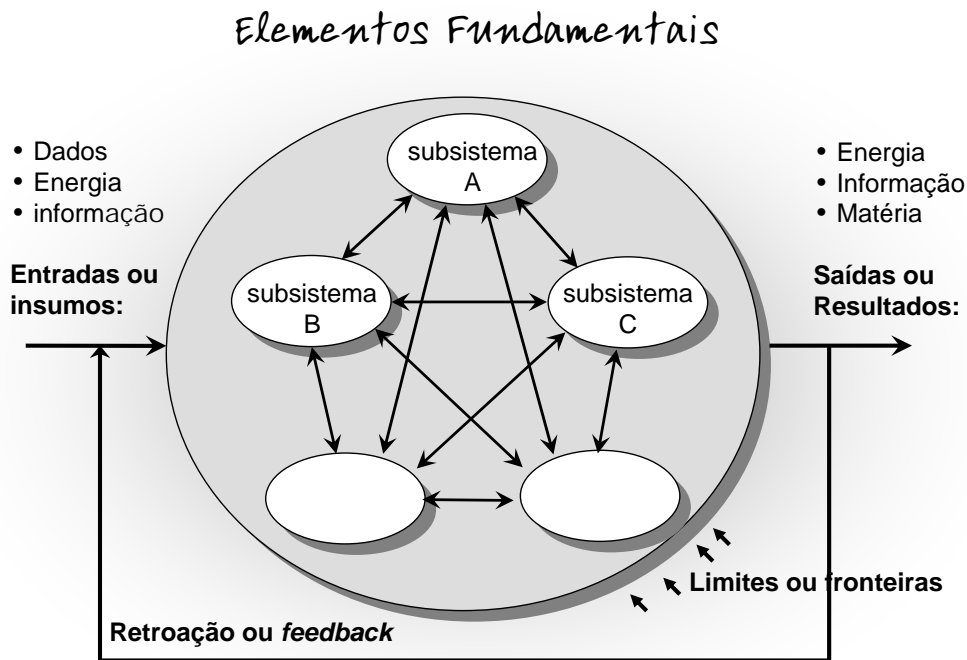 Elementos Fundamentais
• Dados
• Energia
• informação
Entradas ou
insumos:
subsistema
A
subsistema
B
subsistema
C
• Energia
• Informação
• Matéria
Saídas ou
Resultados:
Limites ou fronteiras
Retroação ou feedback